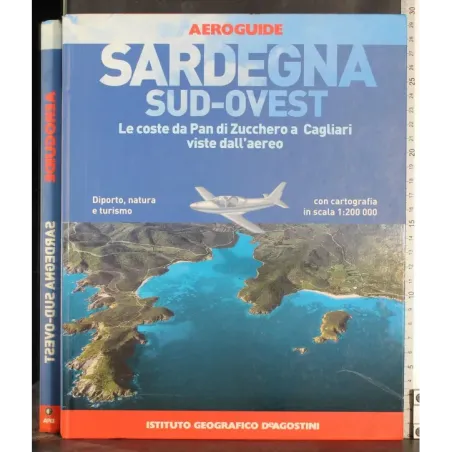 AEROGUIDE
SARDEGNA SUD-OVEST
AEROGUIDE
SARDEGNA
SUD-OVEST
Le coste da Pan di Zucchero a Cagliari
viste dall'aereo
Diporto, natura
e turismo
con cartografia
in scala 1:200 000
ISTITUTO GEOGRAFICO DeAGOSTINI